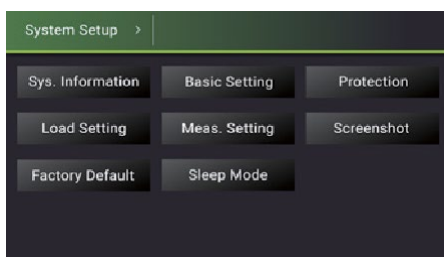 System Setup >
Sys. Information
Basic Setting
Protection
Load Setting
Meas. Setting
Screenshot
Factory Default
Sleep Mode